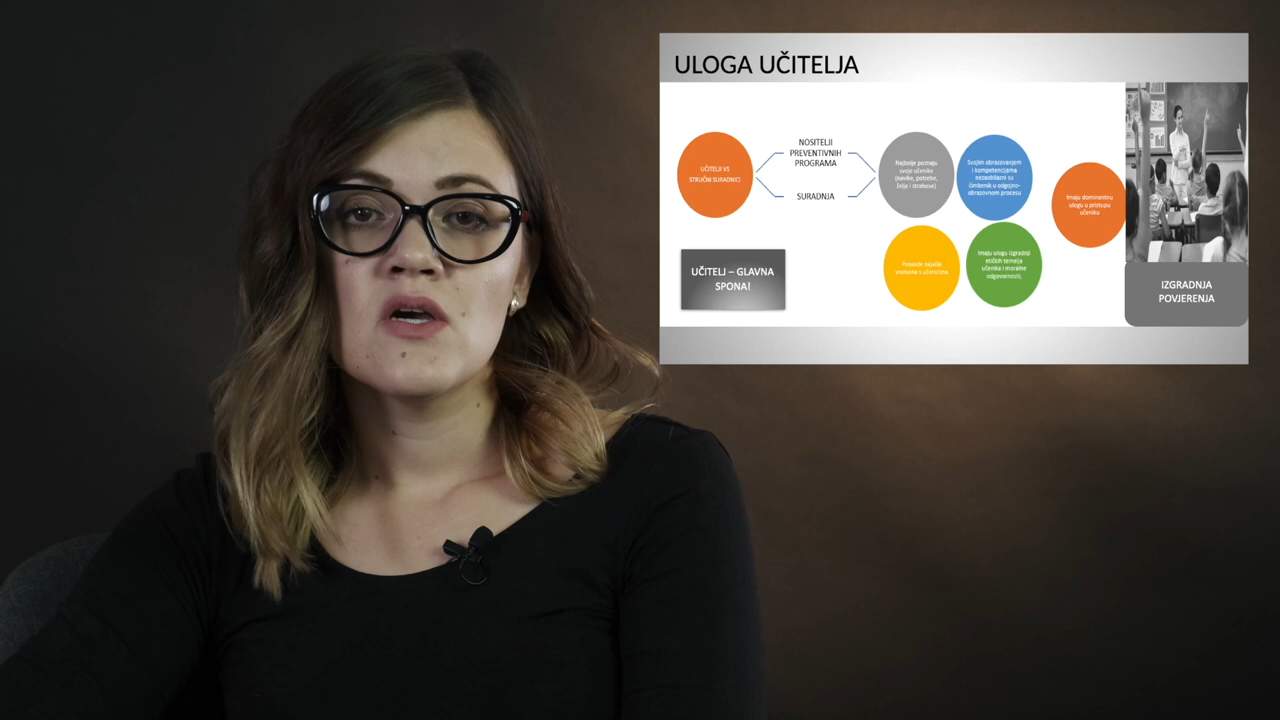 ULOGA UČITELJA
UČITELJI VS
STRUČNI SURADNICI
NOSITELJI
PREVENTIVNIH
PROGRAMA
SURADNJA
Najbolje poznaju
svoje učenike
(navike, potrebe,
želje i strahove)
Svojim obrazovanjem
i kompetencijama
nezaobilazni su
čimbenik u odgojno-
obrazovnom procesu
Imaju dominantnu
ulogu u pristupu
učeniku
Provode najviše
vremena s učenicima
Imaju ulogu izgradnji
etičkih temelja
učenika i moralne
odgovornosti;
UČITELJ – GLAVNA
SPONA!
IZGRADNJA
POVJERENJA